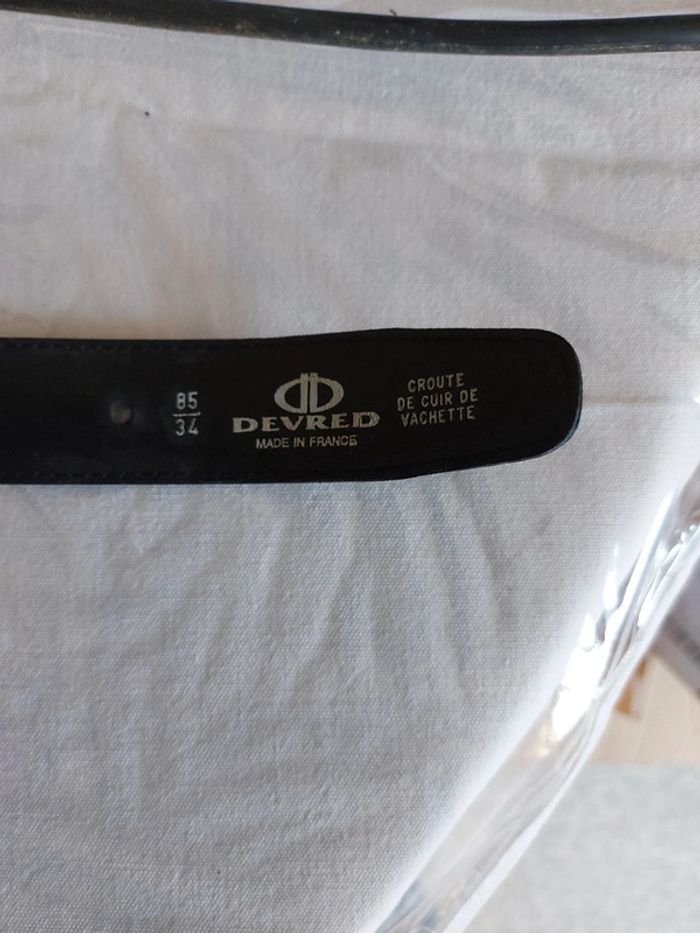 85
34
DEVRED
MADE IN FRANCE
CROUTE
DE CUIR DE
VACHETTE